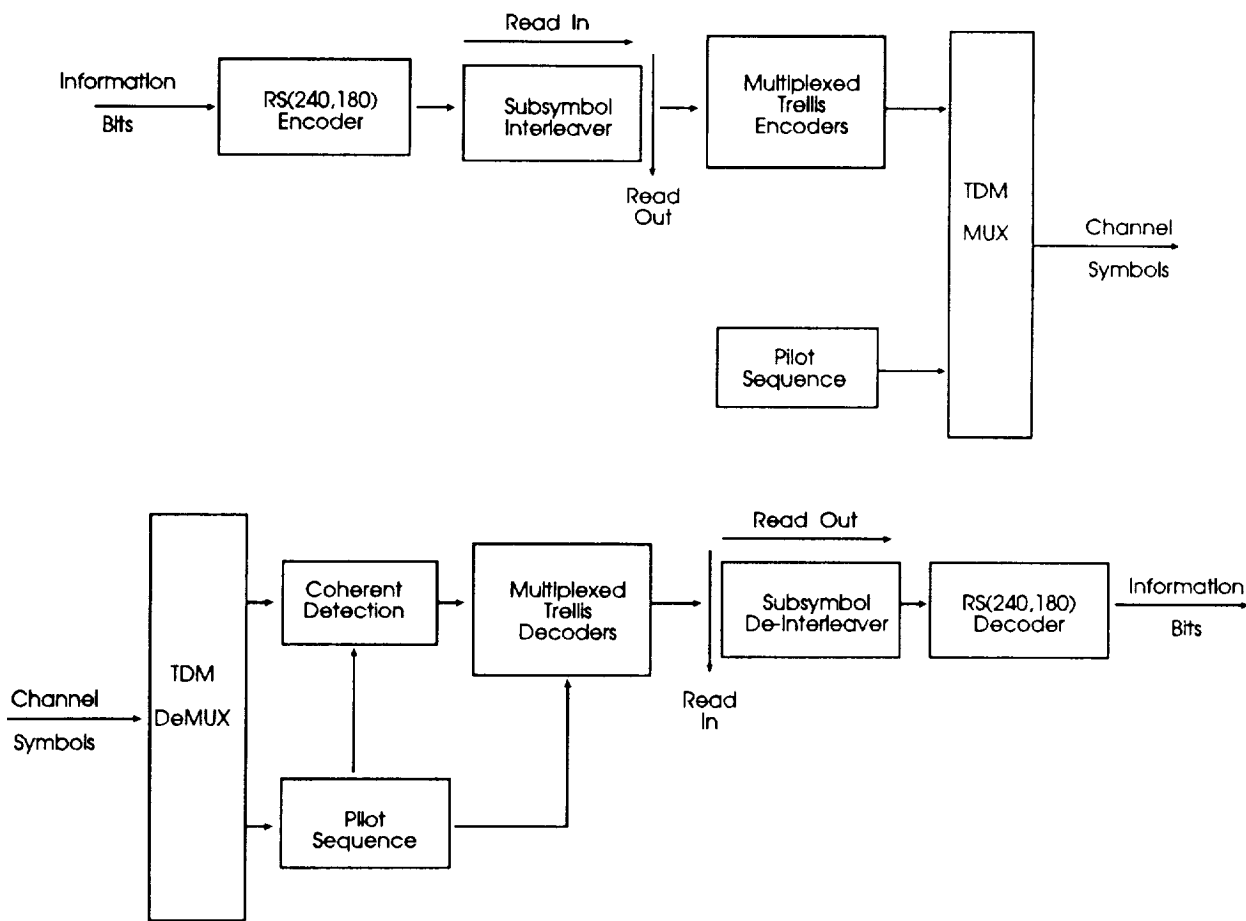 Read In
Information
Bits
RS(240,180)
Encoder
Subsymbol
Interleaver
Read
Out
Multiplexed
Trellis
Encoders
TDM
MUX
Channel
Symbols
Pilot
Sequence
Channel
Symbols
TDM
DeMUX
Coherent
Detection
Pilot
Sequence
Multiplexed
Trellis
Decoders
Read Out
Read
In
Subsymbol
De-Interleaver
RS(240,180)
Decoder
Information
Bits